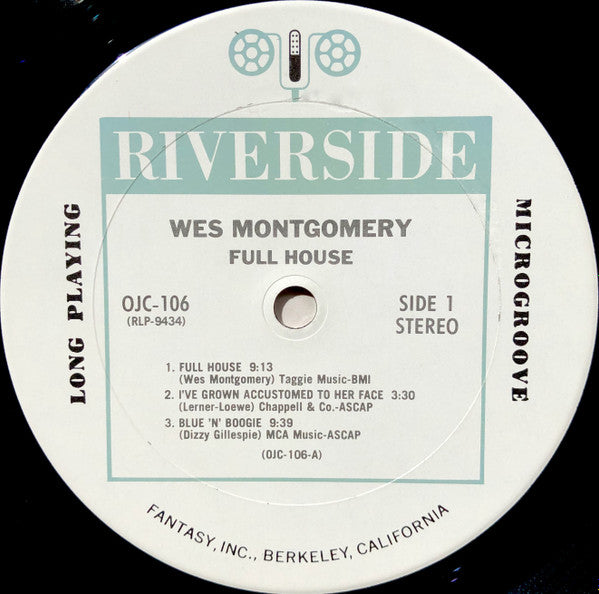 RIVERSIDE
WES MONTGOMERY
FULL HOUSE
OJC-106
(RLP-9434)
SIDE 1
STEREO
LONG PLAYING
MICROGROOVE
1. FULL HOUSE 9:13
(Wes Montgomery) Taggie Music-BMI
2. I'VE GROWN ACCUSTOMED TO HER FACE 3:30
(Lerner-Loewe) Chappell & Co.-ASCAP
3. BLUE 'N' BOOGIE 9:39
(Dizzy Gillespie) MCA Music-ASCAP
(OJC-106-A)
FANTASY, INC., BERKELEY, CALIFORNIA